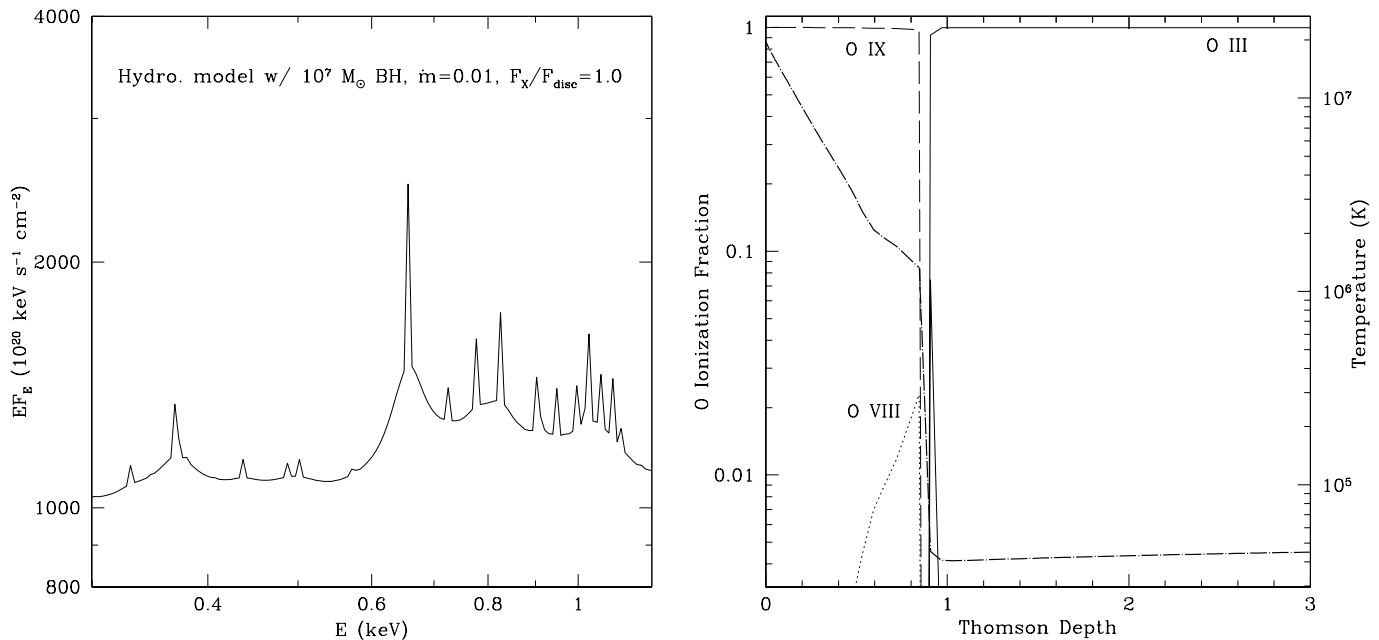 4000
2000
1000
800
EF_E (10²⁰ keV s⁻¹ cm⁻²)
Hydro. model w/ 10⁷ M_⊙ BH, ṁ=0.01, F_X/F_disc=1.0
0.4 0.6 0.8 1
E (keV)
1
0.1
0.01
O Ionization Fraction
O IX
O III
O VIII
10⁷
10⁶
10⁵
Temperature (K)
0 1 2 3
Thomson Depth